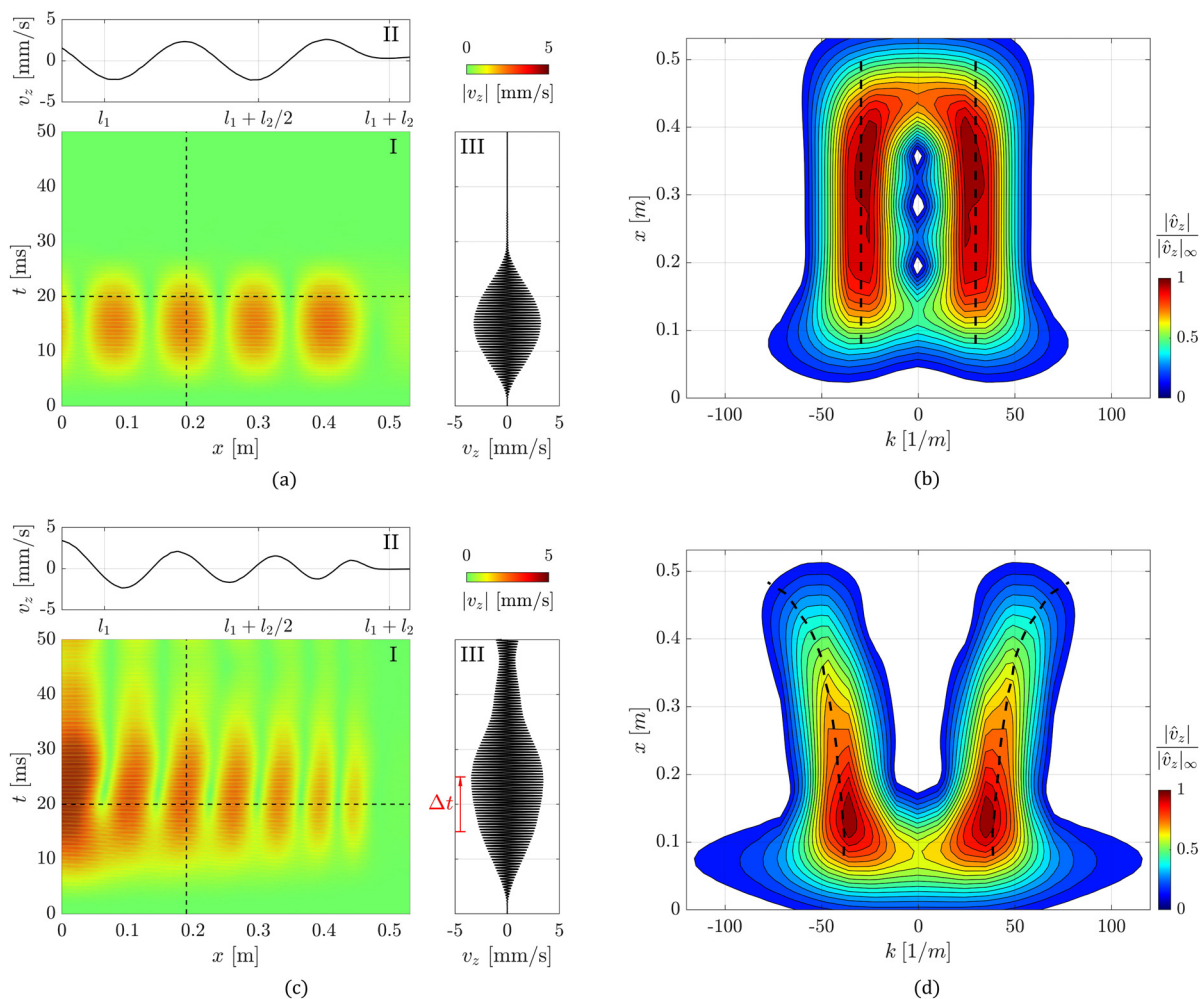 5
0
-5
v_z [mm/s]
II
l_1
l_1 + l_2/2
l_1 + l_2
0 5
|v_z| [mm/s]
50
40
30
20
10
0
t [ms]
I
0 0.1 0.2 0.3 0.4 0.5
x [m]
III
-5 0 5
v_z [mm/s]
(a)
0.5
0.4
0.3
0.2
0.1
0
x [m]
-100 -50 0 50 100
k [1/m]
|v̂_z|
|v̂_z|_∞
1
0.5
0
(b)
5
0
-5
v_z [mm/s]
II
l_1
l_1 + l_2/2
l_1 + l_2
0 5
|v_z| [mm/s]
50
40
30
20
10
0
t [ms]
I
0 0.1 0.2 0.3 0.4 0.5
x [m]
III
Δt
-5 0 5
v_z [mm/s]
(c)
0.5
0.4
0.3
0.2
0.1
0
x [m]
-100 -50 0 50 100
k [1/m]
|v̂_z|
|v̂_z|_∞
1
0.5
0
(d)